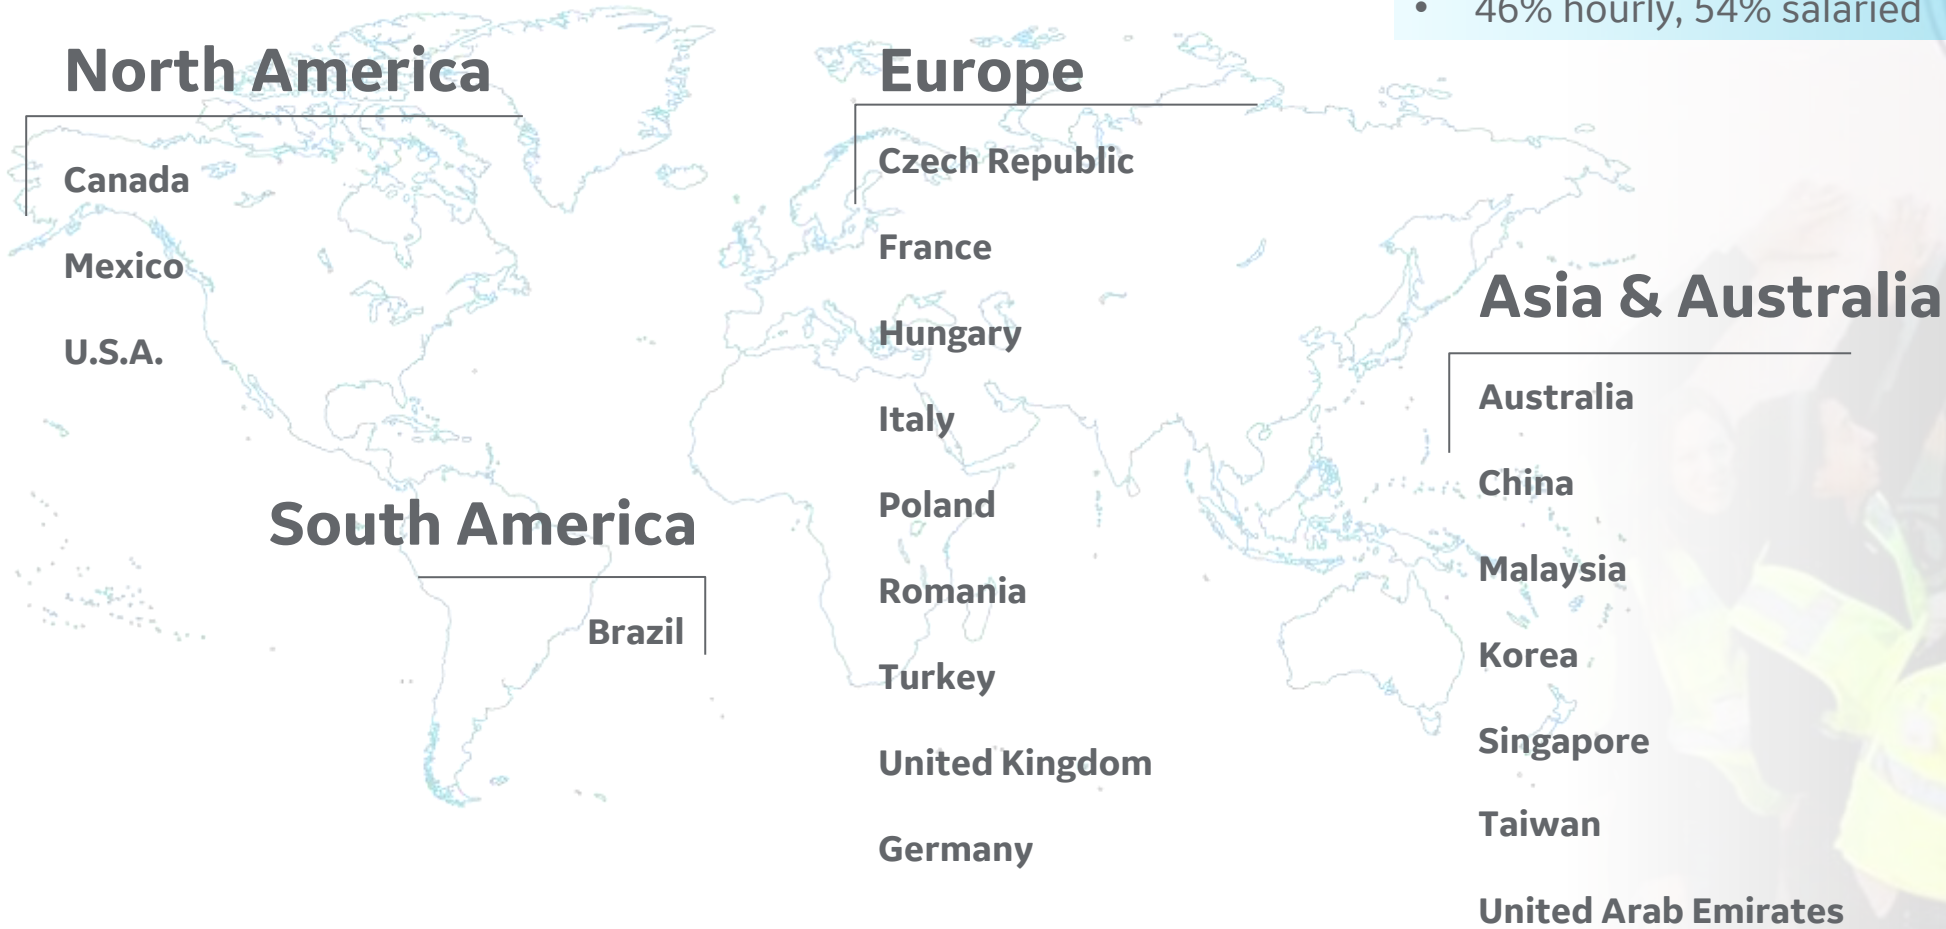 • 46% hourly, 54% salaried
North America
Canada
Mexico
U.S.A.
South America
Brazil
Europe
Czech Republic
France
Hungary
Italy
Poland
Romania
Turkey
United Kingdom
Germany
Asia & Australia
Australia
China
Malaysia
Korea
Singapore
Taiwan
United Arab Emirates